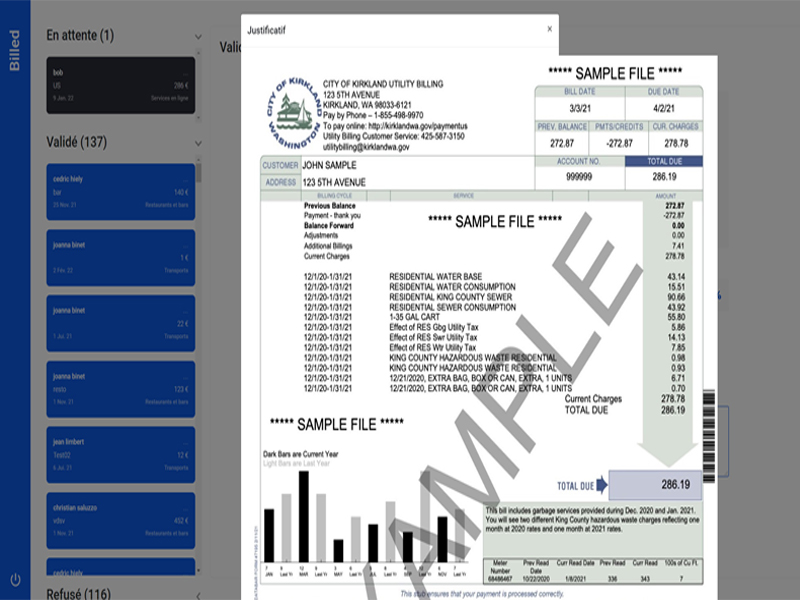 Billed
En attente (1)
bob
US 286 €
9 Jan. 22 Services en ligne
Validé (137)
cedric hiely
bar 140 €
Restaurants et bars
joanna binet
1 €
2 Fév. 22 Transports
joanna binet
22 €
1 Jul. 21 Transports
joanna binet
resto 123 €
1 Nov. 21 Restaurants et bars
jean limbert
Test02 12 €
6 Jul. 21 Transports
christian saluzzo
vdsv 452 €
1 Nov. 21 Restaurants et bars
cedric hiely
Refusé (116)
Justificatif
x
***** SAMPLE FILE *****
CITY OF KIRKLAND WASHINGTON
CITY OF KIRKLAND UTILITY BILLING
123 5TH AVENUE
KIRKLAND, WA 98033-6121
Pay by Phone – 1-855-498-9970
To pay online: http://kirklandwa.gov/paymentus
Utility Billing Customer Service: 425-587-3150
utilitybilling@kirklandwa.gov
BILL DATE DUE DATE
3/3/21 4/2/21
PREV. BALANCE PMTS/CREDITS CUR. CHARGES
272.87 -272.87 278.78
ACCOUNT NO. TOTAL DUE
999999 286.19
CUSTOMER JOHN SAMPLE
ADDRESS 123 5TH AVENUE
BILLING CYCLE SERVICE AMOUNT
Previous Balance 272.87
Payment - thank you -272.87
Balance Forward 0.00
Adjustments 0.00
Additional Billings 7.41
Current Charges 278.78
***** SAMPLE FILE *****
12/1/20-1/31/21 RESIDENTIAL WATER BASE 43.14
12/1/20-1/31/21 RESIDENTIAL WATER CONSUMPTION 15.51
12/1/20-1/31/21 RESIDENTIAL KING COUNTY SEWER 90.66
12/1/20-1/31/21 RESIDENTIAL SEWER CONSUMPTION 43.92
12/1/20-1/31/21 1-35 GAL CART 55.80
12/1/20-1/31/21 Effect of RES Gbg Utility Tax 5.86
12/1/20-1/31/21 Effect of RES Swr Utility Tax 14.13
12/1/20-1/31/21 Effect of RES Wtr Utility Tax 7.85
12/1/20-1/31/21 KING COUNTY HAZARDOUS WASTE RESIDENTIAL 0.98
12/1/20-1/31/21 KING COUNTY HAZARDOUS WASTE RESIDENTIAL 0.93
12/1/20-1/31/21 12/21/2020, EXTRA BAG, BOX OR CAN, EXTRA, 1 UNITS 6.71
12/1/20-1/31/21 12/21/2020, EXTRA BAG, BOX OR CAN, EXTRA, 1 UNITS 0.70
Current Charges 278.78
TOTAL DUE 286.19
SAMPLE
***** SAMPLE FILE *****
Dark Bars are Current Year
Light Bars are Last Year
TOTAL DUE 286.19
This bill includes garbage services provided during Dec. 2020 and Jan. 2021.
You will see two different King County hazardous waste charges reflecting one
month at 2020 rates and one month at 2021 rates.
Meter Number Prev Read Date Curr Read Date Prev Read Curr Read 100s of Cu Ft.
68486487 10/22/2020 1/8/2021 336 343 7
JAN Last Yr MAR Last Yr MAY Last Yr JUL Last Yr SEP Last Yr NOV Last Yr
This stub ensures that your payment is processed correctly.